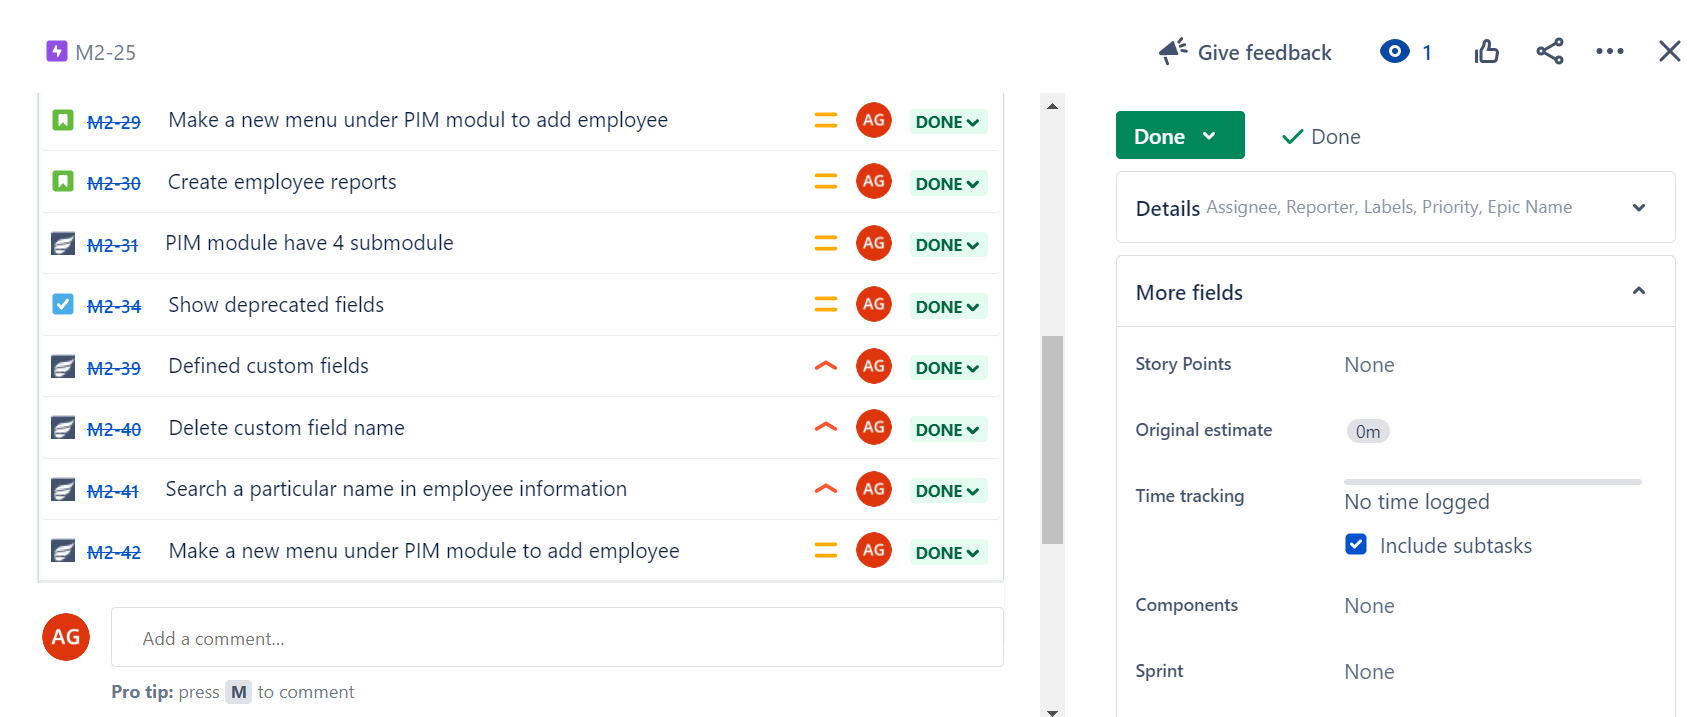 M2-25
Give feedback
1
M2-29 Make a new menu under PIM modul to add employee AG DONE
M2-30 Create employee reports AG DONE
M2-31 PIM module have 4 submodule AG DONE
M2-34 Show deprecated fields AG DONE
M2-39 Defined custom fields AG DONE
M2-40 Delete custom field name AG DONE
M2-41 Search a particular name in employee information AG DONE
M2-42 Make a new menu under PIM module to add employee AG DONE
AG Add a comment...
Pro tip: press M to comment
Done Done
Details Assignee, Reporter, Labels, Priority, Epic Name
More fields
Story Points None
Original estimate 0m
Time tracking No time logged
Include subtasks
Components None
Sprint None